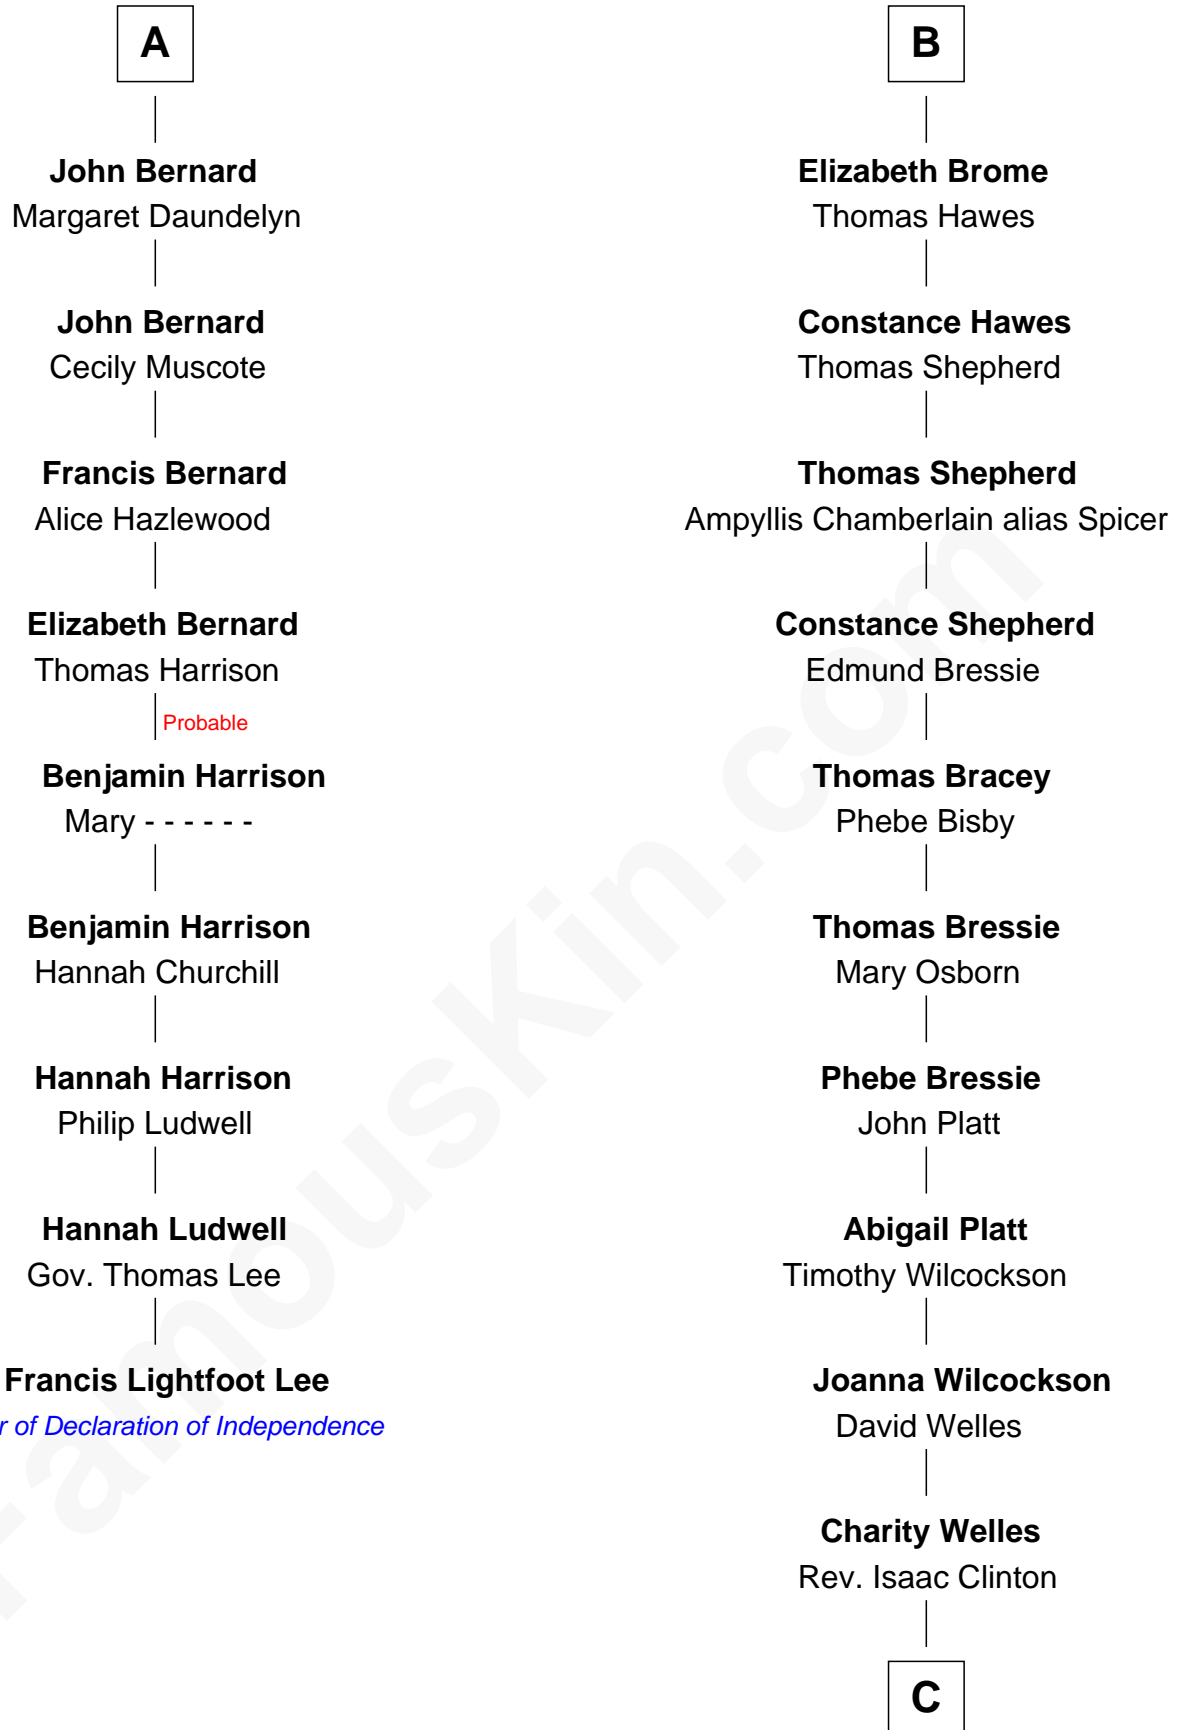 A
John Bernard
Margaret Daundelyn
John Bernard
Cecily Muscote
Francis Bernard
Alice Hazlewood
Elizabeth Bernard
Thomas Harrison
Probable
Benjamin Harrison
Mary - - - - - -
Benjamin Harrison
Hannah Churchill
Hannah Harrison
Philip Ludwell
Hannah Ludwell
Gov. Thomas Lee
Francis Lightfoot Lee
r of Declaration of Independence
B
Elizabeth Brome
Thomas Hawes
Constance Hawes
Thomas Shepherd
Thomas Shepherd
Ampyllis Chamberlain alias Spicer
Constance Shepherd
Edmund Bressie
Thomas Bracey
Phebe Bisby
Thomas Bressie
Mary Osborn
Phebe Bressie
John Platt
Abigail Platt
Timothy Wilcockson
Joanna Wilcockson
David Welles
Charity Welles
Rev. Isaac Clinton
C
FamousKin.com